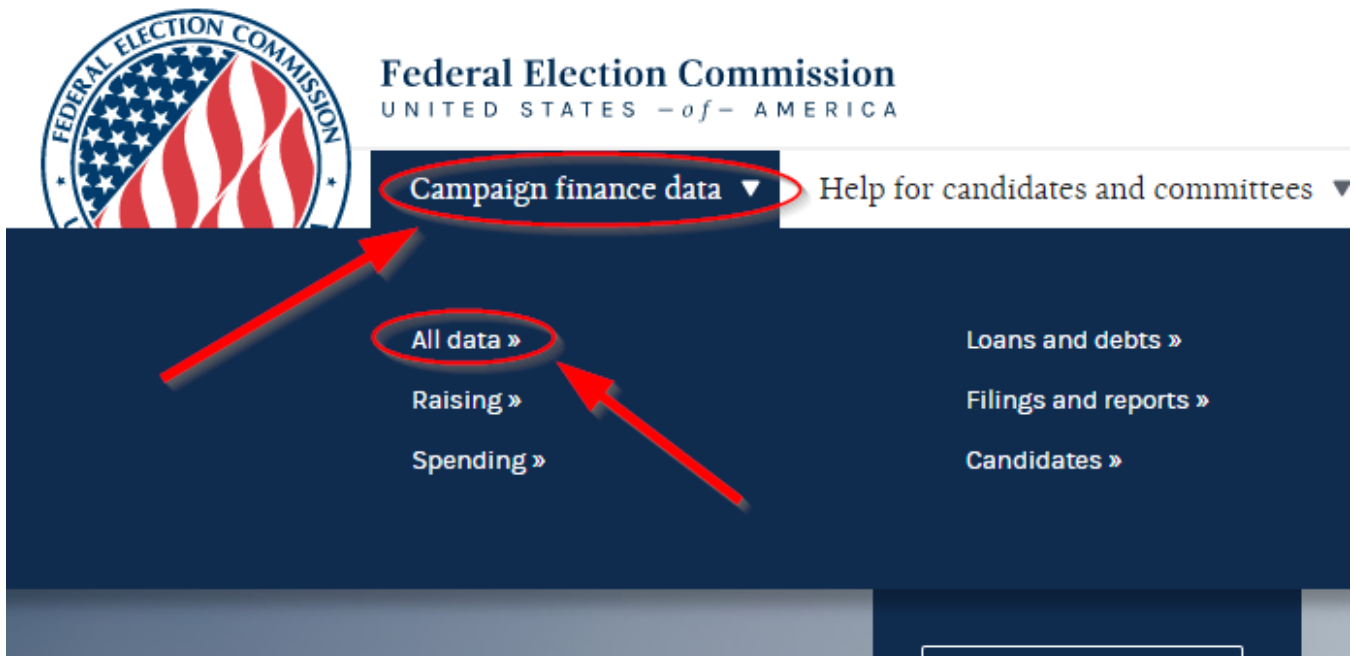 FEDERAL ELECTION COMMISSION
Federal Election Commission
UNITED STATES – of – AMERICA
Campaign finance data ▼ Help for candidates and committees ▼
All data » Loans and debts »
Raising » Filings and reports »
Spending » Candidates »